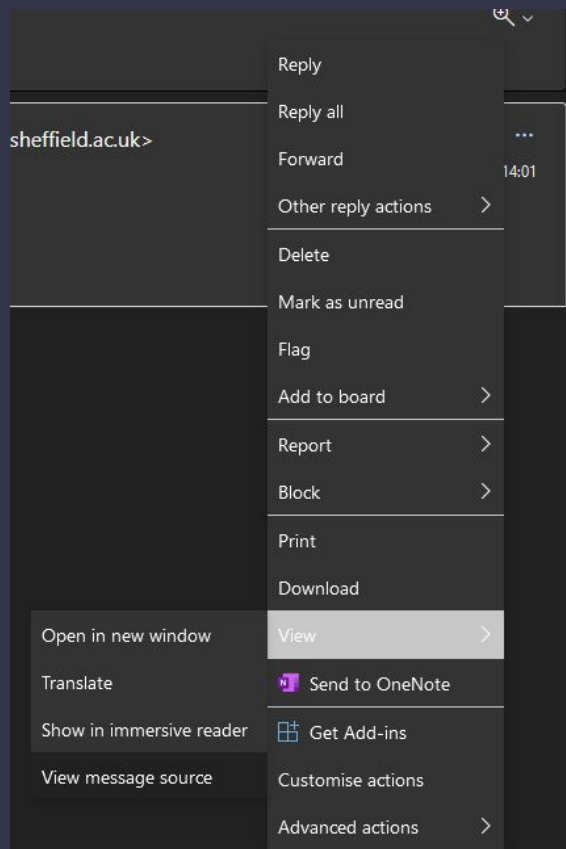 Reply
Reply all
sheffield.ac.uk>
...
Forward
14:01
Other reply actions
Delete
Mark as unread
Flag
Add to board
Report
Block
Print
Download
View
Open in new window
Translate
Show in immersive reader
View message source
Send to OneNote
Get Add-ins
Customise actions
Advanced actions